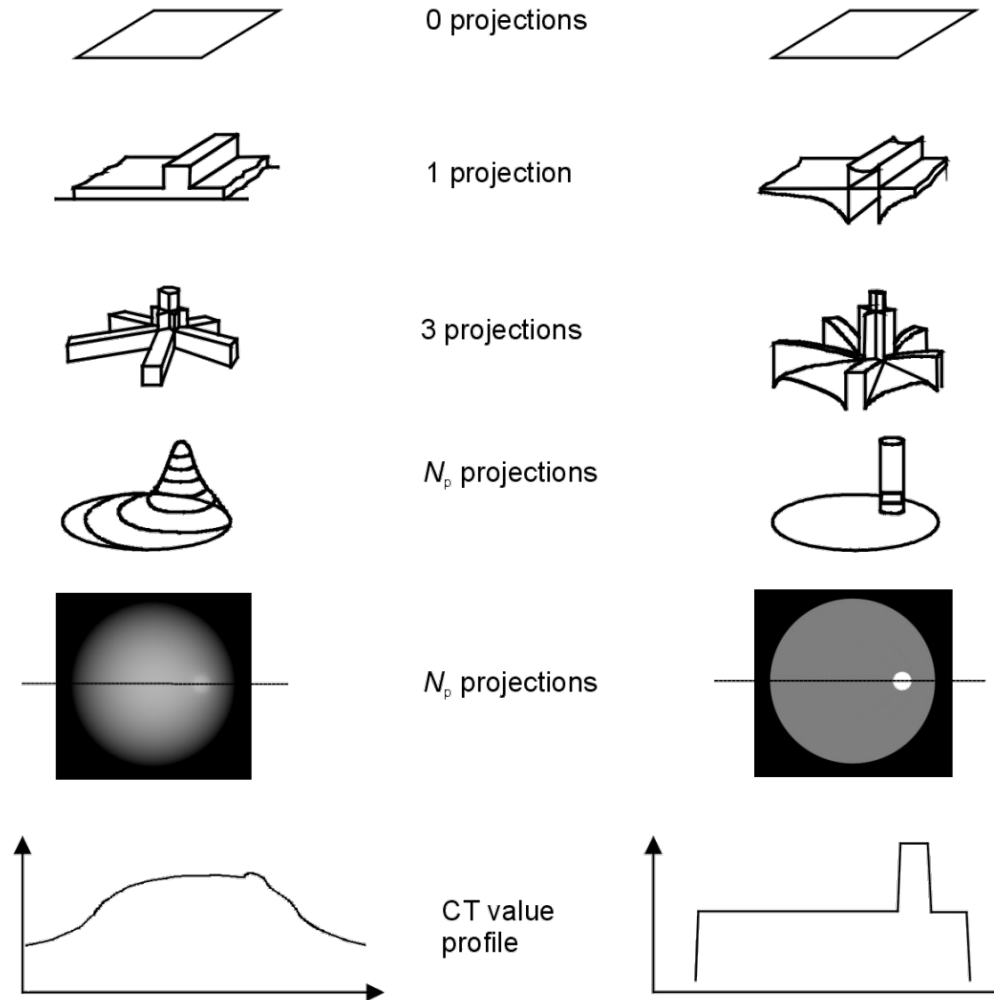 0 projections
1 projection
3 projections
Np projections
Np projections
CT value
profile